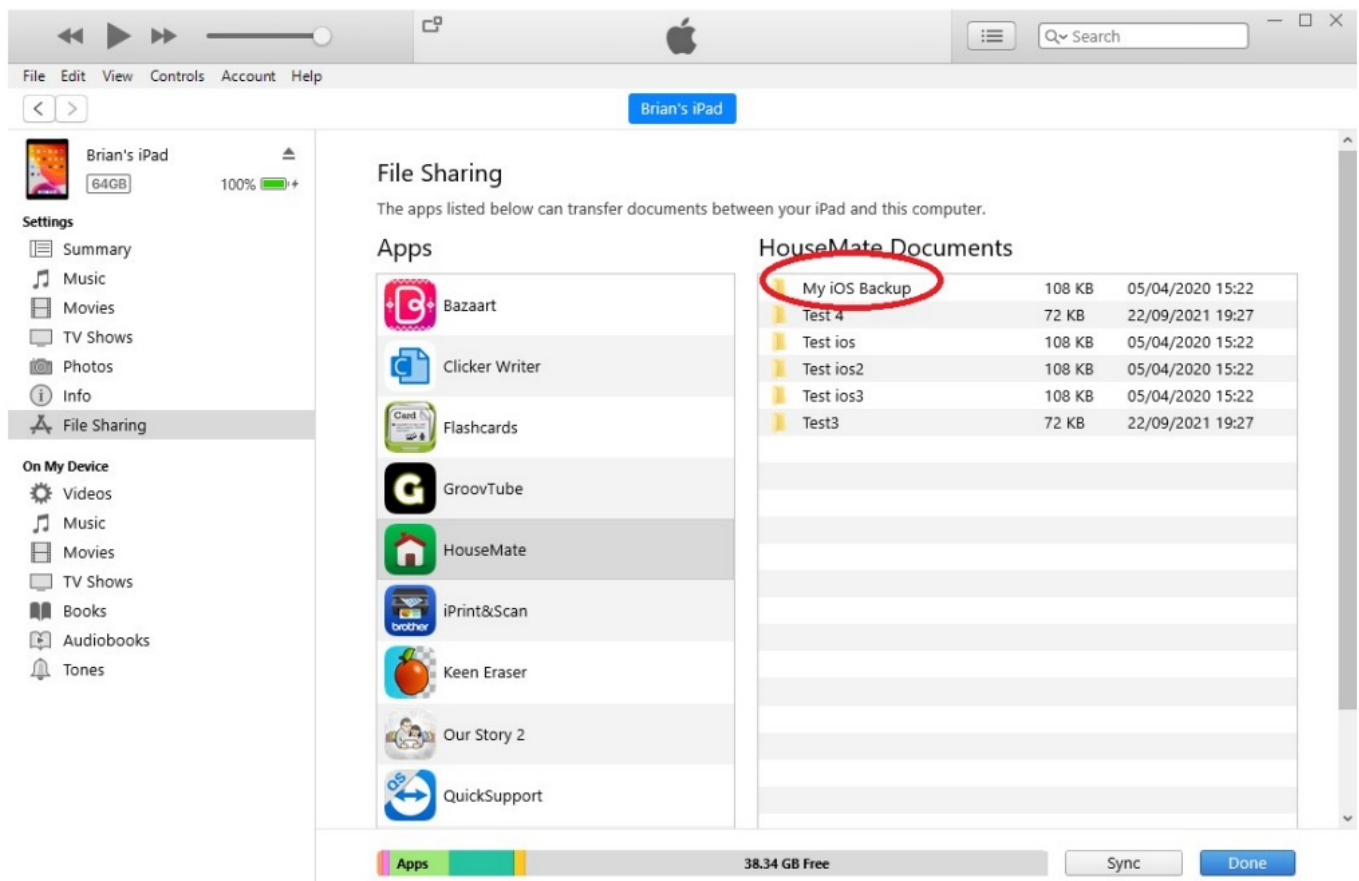 Search
File Edit View Controls Account Help
Brian's iPad
Brian's iPad
64GB 100%
Settings
Summary
Music
Movies
TV Shows
Photos
Info
File Sharing
On My Device
Videos
Music
Movies
TV Shows
Books
Audiobooks
Tones
File Sharing
The apps listed below can transfer documents between your iPad and this computer.
Apps
Bazaart
Clicker Writer
Card
Flashcards
G
GroovTube
HouseMate
brother
iPrint&Scan
Keen Eraser
Our Story 2
QS
QuickSupport
HouseMate Documents
My iOS Backup 108 KB 05/04/2020 15:22
Test 4 72 KB 22/09/2021 19:27
Test ios 108 KB 05/04/2020 15:22
Test ios2 108 KB 05/04/2020 15:22
Test ios3 108 KB 05/04/2020 15:22
Test3 72 KB 22/09/2021 19:27
Apps 38.34 GB Free Sync Done